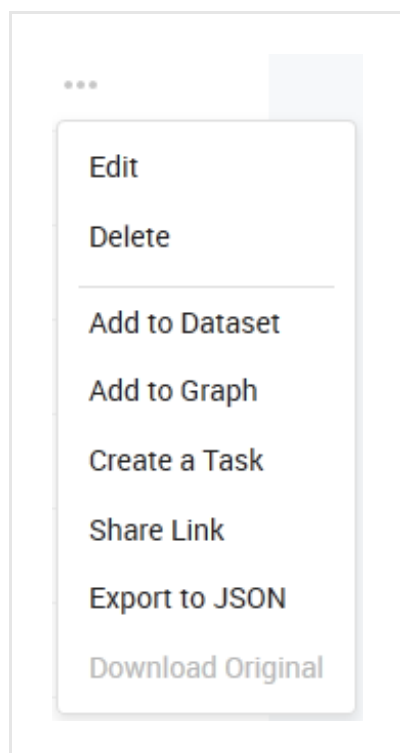 Edit
Delete
Add to Dataset
Add to Graph
Create a Task
Share Link
Export to JSON
Download Original